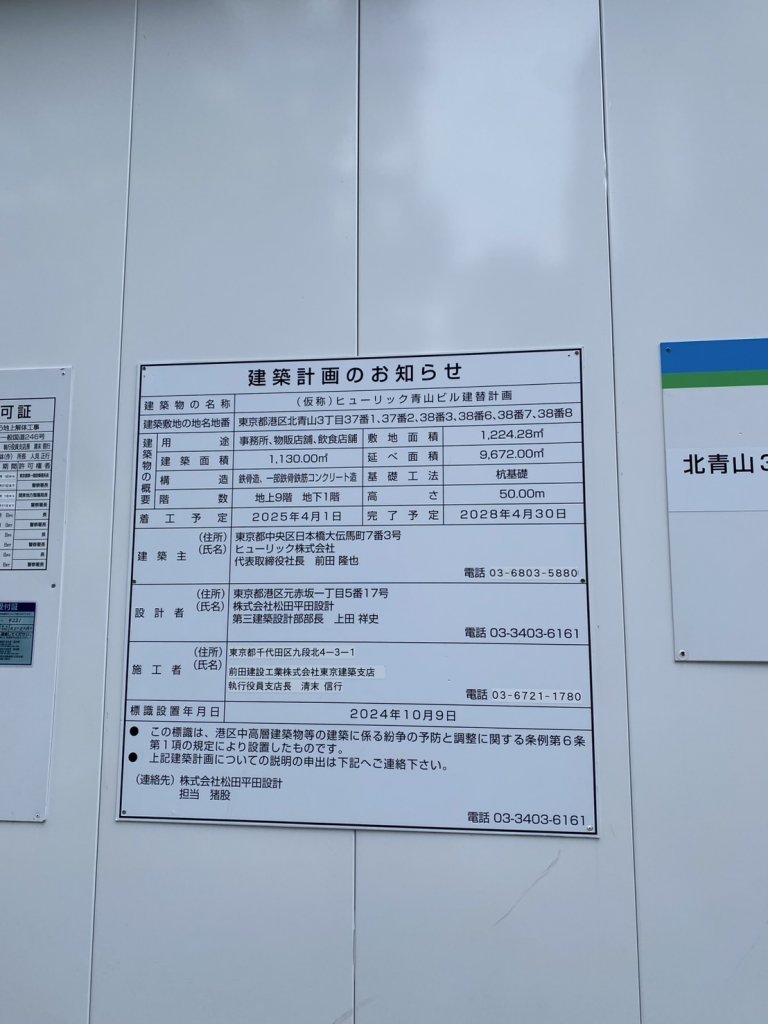 建築計画のお知らせ
建築物の名称 (仮称)ヒューリック青山ビル建替計画
建築敷地の地名地番 東京都港区北青山3丁目37番1、37番2、38番3、38番6、38番7、38番8
建築物の概要
用途 事務所、物販店舗、飲食店舗 敷地面積 1,224.28㎡
建築面積 1,130.00㎡ 延べ面積 9,672.00㎡
構造 鉄骨造、一部鉄骨鉄筋コンクリート造 基礎工法 杭基礎
階数 地上9階 地下1階 高さ 50.00m
着工予定 2025年4月1日 完了予定 2028年4月30日
建築主 (住所) 東京都中央区日本橋大伝馬町7番3号
(氏名) ヒューリック株式会社
代表取締役社長 前田 隆也
電話 03-6803-5880
設計者 (住所) 東京都港区元赤坂一丁目5番17号
(氏名) 株式会社松田平田設計
第三建築設計部部長 上田 祥史
電話 03-3403-6161
施工者 (住所) 東京都千代田区九段北4-3-1
(氏名) 前田建設工業株式会社東京建築支店
執行役員支店長 清末 信行
電話 03-6721-1780
標識設置年月日 2024年10月9日
● この標識は、港区中高層建築物等の建築に係る紛争の予防と調整に関する条例第6条
第1項の規定により設置したものです。
● 上記建築計画についての説明の申出は下記へご連絡下さい。
(連絡先) 株式会社松田平田設計
担当 猪股
電話 03-3403-6161
可証
地上解体工事
一般国道246号
期間 許可権者
警察署長
北青山3